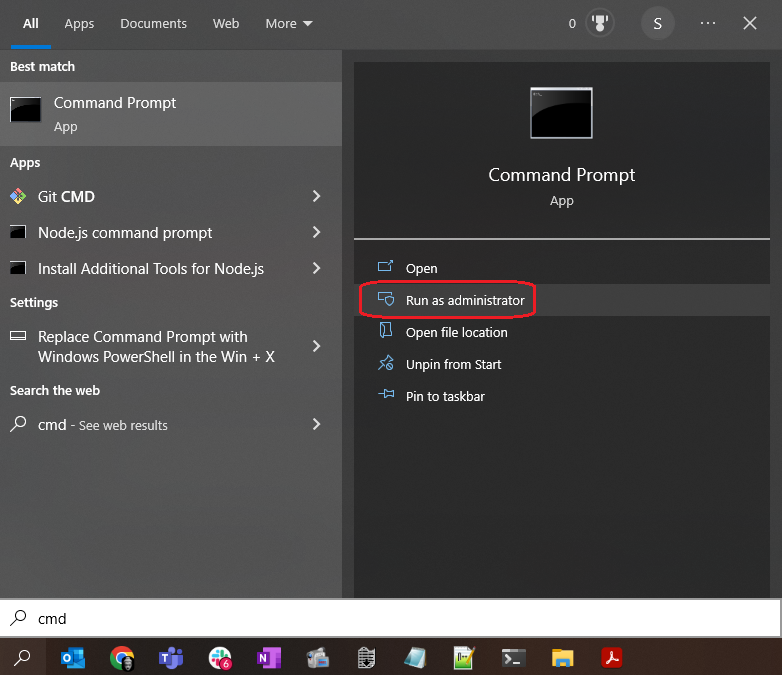 All Apps Documents Web More 0 S ...
Best match
Command Prompt
App
Apps
Git CMD
Node.js command prompt
Install Additional Tools for Node.js
Settings
Replace Command Prompt with
Windows PowerShell in the Win + X
Search the web
cmd - See web results
Command Prompt
App
Open
Run as administrator
Open file location
Unpin from Start
Pin to taskbar
cmd
6